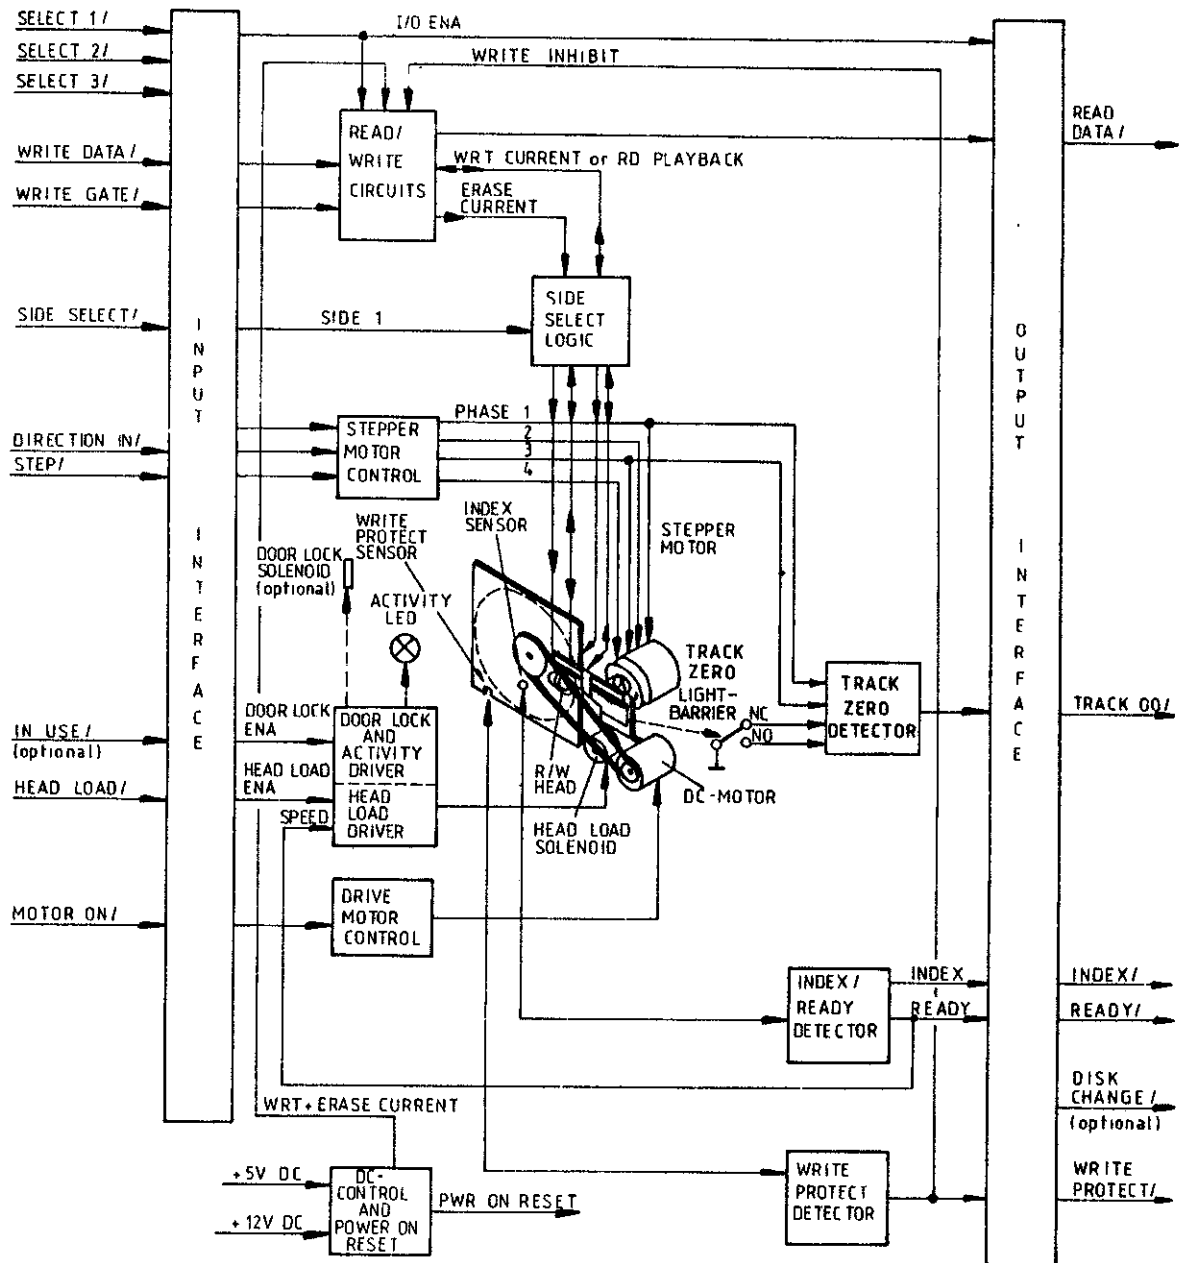 SELECT 1/
SELECT 2/
SELECT 3/
I/O ENA
WRITE INHIBIT
READ/
WRITE
CIRCUITS
READ
DATA/
WRITE DATA/
WRITE GATE/
WRT CURRENT or RD PLAYBACK
ERASE
CURRENT
SIDE SELECT/
SIDE 1
SIDE
SELECT
LOGIC
INPUT
INTERFACE
OUTPUT
INTERFACE
DIRECTION IN/
STEP/
STEPPER
MOTOR
CONTROL
PHASE 1
2
3
4
INDEX
SENSOR
WRITE
PROTECT
SENSOR
STEPPER
MOTOR
DOOR LOCK
SOLENOID
(optional)
ACTIVITY
LED
TRACK
ZERO
LIGHT-
BARRIER
NC
NO
TRACK
ZERO
DETECTOR
TRACK 00/
IN USE/
(optional)
HEAD LOAD/
DOOR LOCK
ENA
HEAD LOAD
ENA
SPEED
DOOR LOCK
AND
ACTIVITY
DRIVER
HEAD
LOAD
DRIVER
R/W
HEAD
HEAD LOAD
SOLENOID
DC-MOTOR
MOTOR ON/
DRIVE
MOTOR
CONTROL
INDEX/
READY
DETECTOR
INDEX
READY
INDEX/
READY/
DISK
CHANGE/
(optional)
WRT+ERASE CURRENT
+5V DC
+12V DC
DC-
CONTROL
AND
POWER ON
RESET
PWR ON RESET
WRITE
PROTECT
DETECTOR
WRITE
PROTECT/